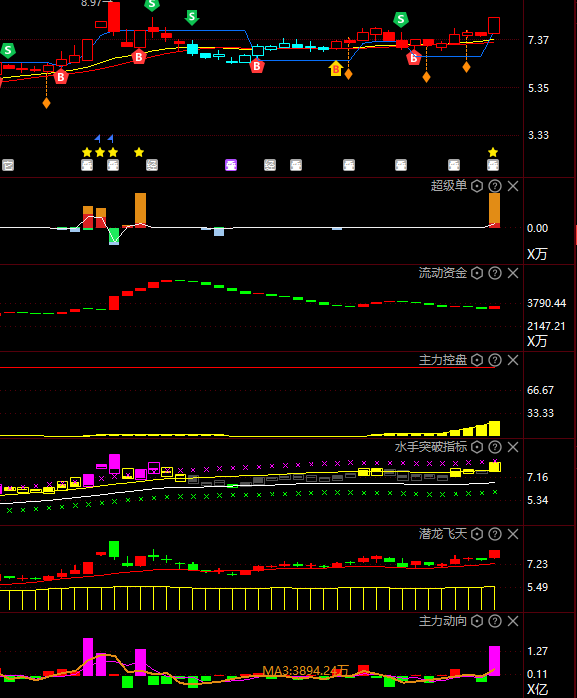 8.97
S
S
S
S
7.37
B
B
B
B
B
5.35
3.33
超级单
0.00
X万
流动资金
3790.44
2147.21
X万
主力控盘
66.67
33.33
水手突破指标
7.16
5.34
潜龙飞天
7.23
5.49
主力动向
1.27
MA3:3894.24万
0.11
X亿